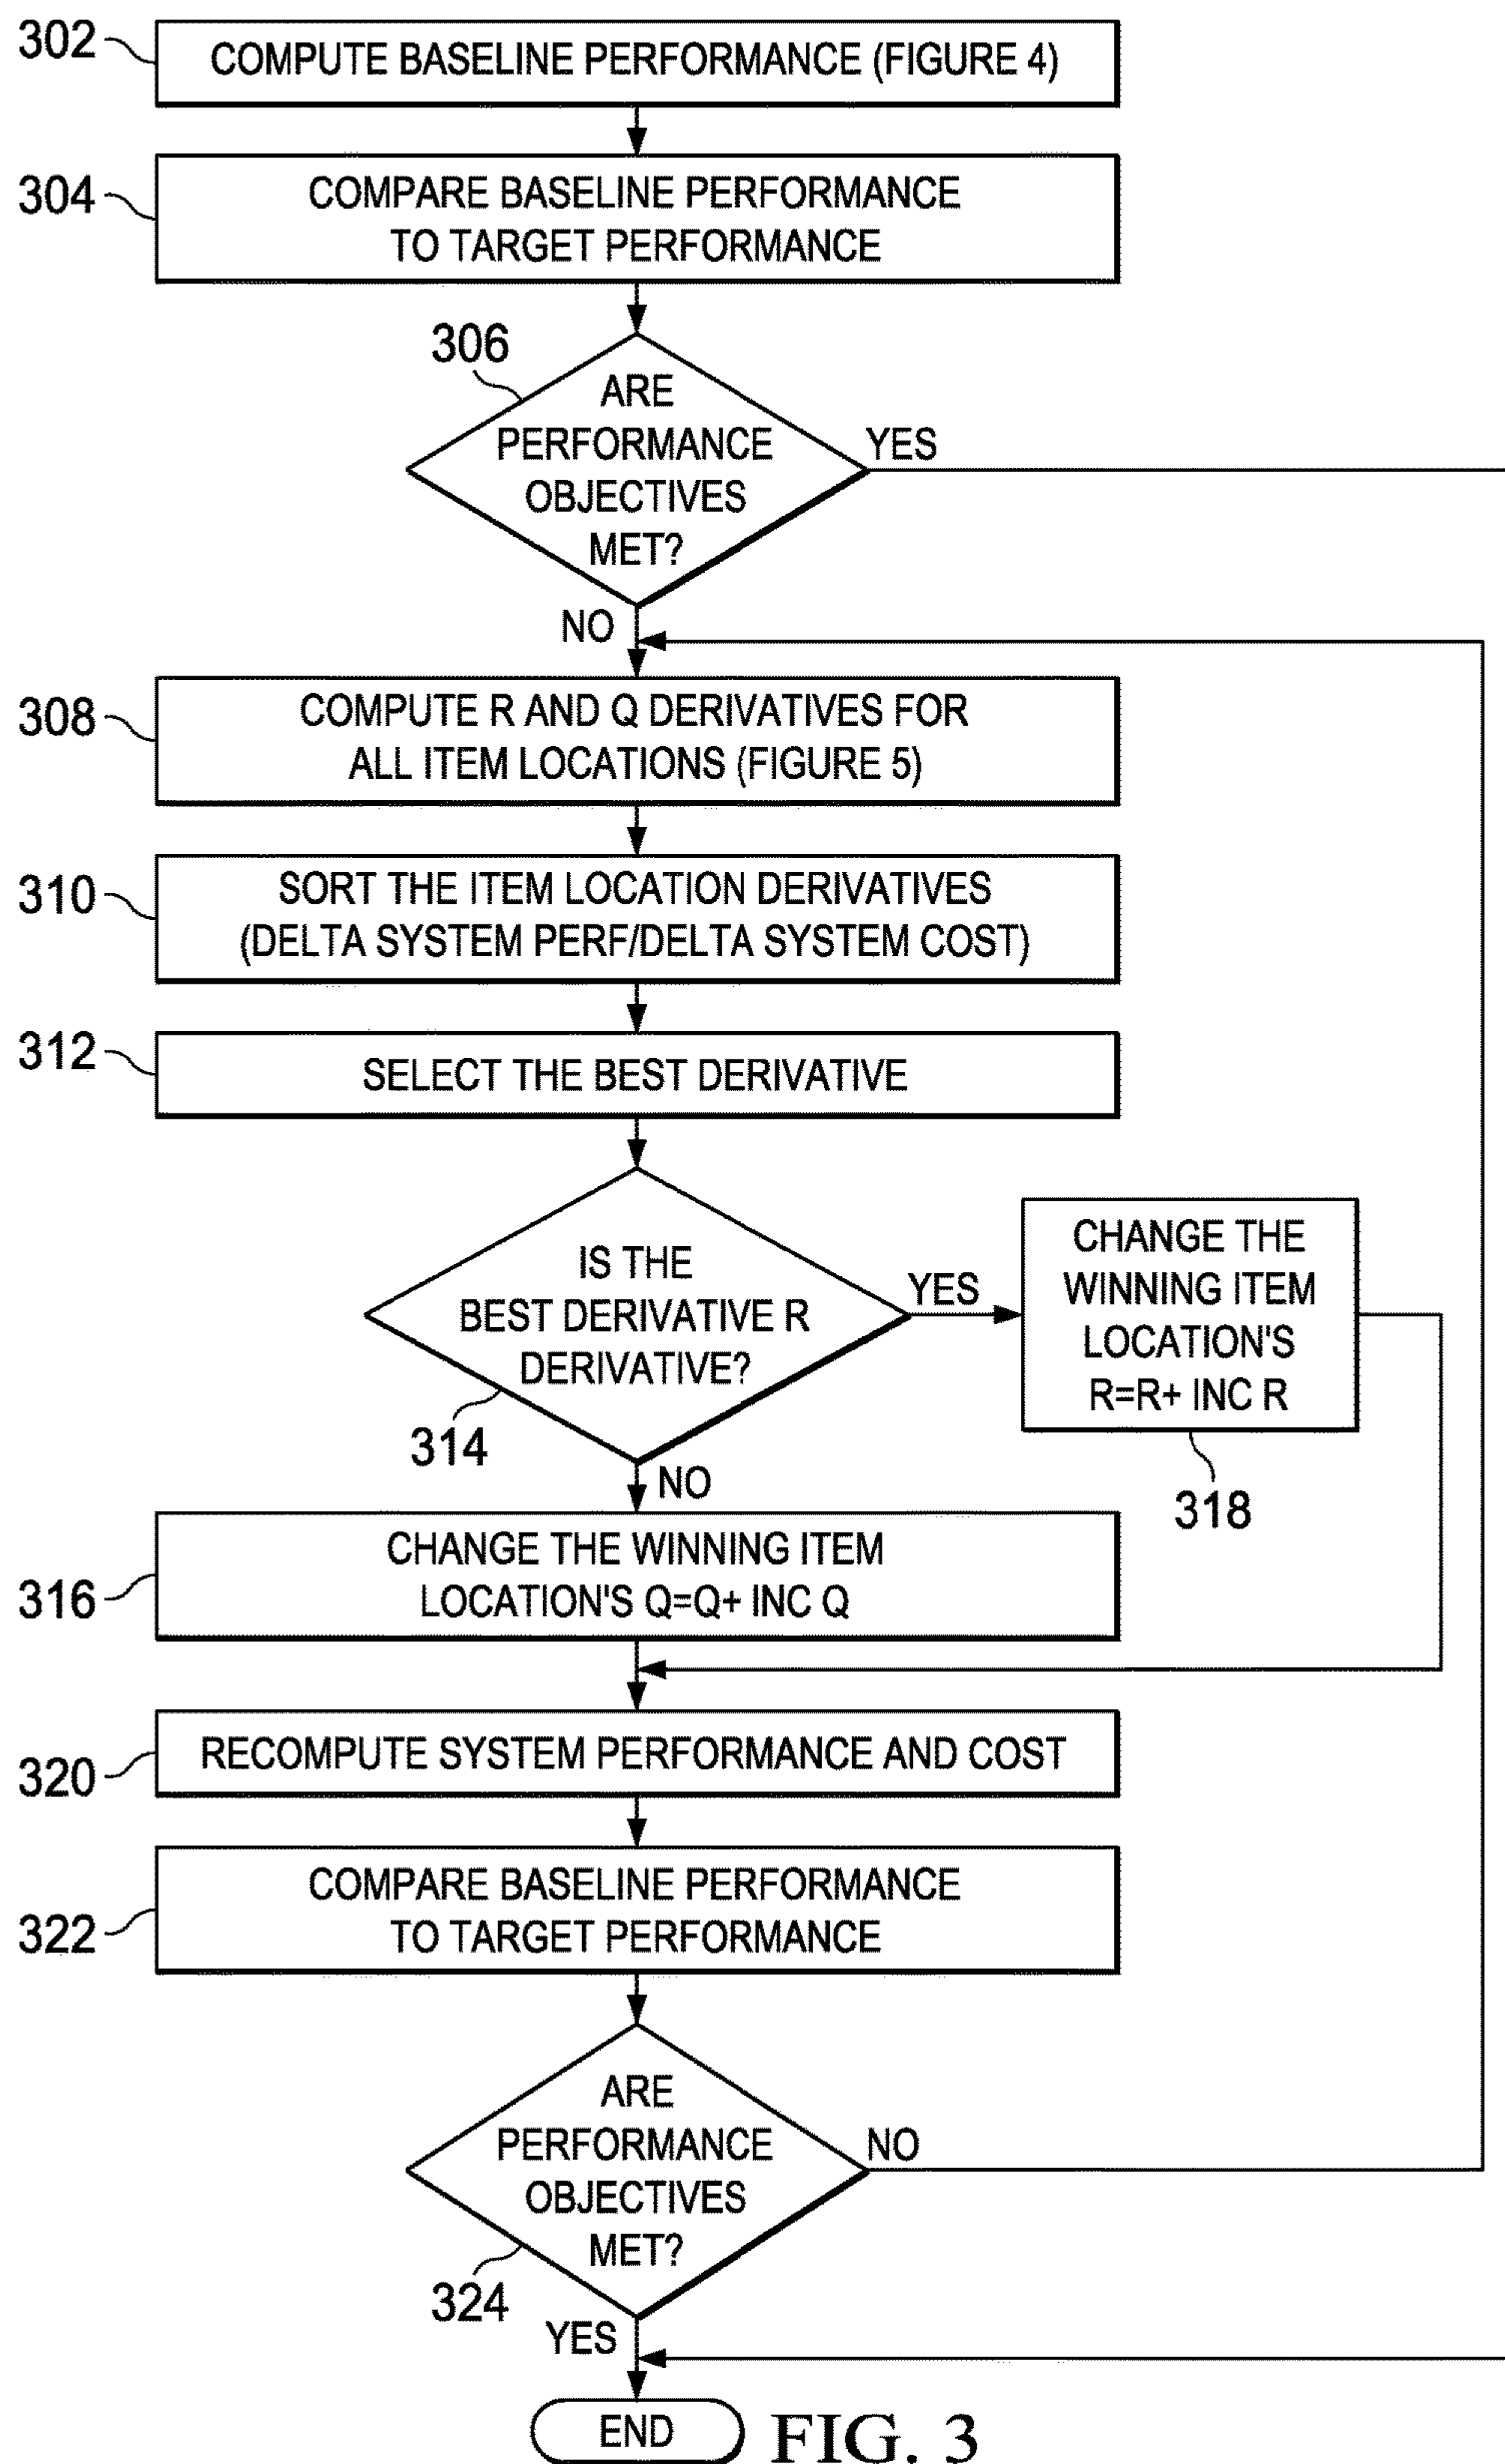 302
COMPUTE BASELINE PERFORMANCE (FIGURE 4)
304
COMPARE BASELINE PERFORMANCE
TO TARGET PERFORMANCE
306
ARE
PERFORMANCE
OBJECTIVES
MET?
YES
NO
308
COMPUTE R AND Q DERIVATIVES FOR
ALL ITEM LOCATIONS (FIGURE 5)
310
SORT THE ITEM LOCATION DERIVATIVES
(DELTA SYSTEM PERF/DELTA SYSTEM COST)
312
SELECT THE BEST DERIVATIVE
IS THE
BEST DERIVATIVE R
DERIVATIVE?
314
YES
CHANGE THE
WINNING ITEM
LOCATION'S
R=R+ INC R
318
NO
316
CHANGE THE WINNING ITEM
LOCATION'S Q=Q+ INC Q
320
RECOMPUTE SYSTEM PERFORMANCE AND COST
322
COMPARE BASELINE PERFORMANCE
TO TARGET PERFORMANCE
ARE
PERFORMANCE
OBJECTIVES
MET?
NO
324
YES
END
FIG. 3